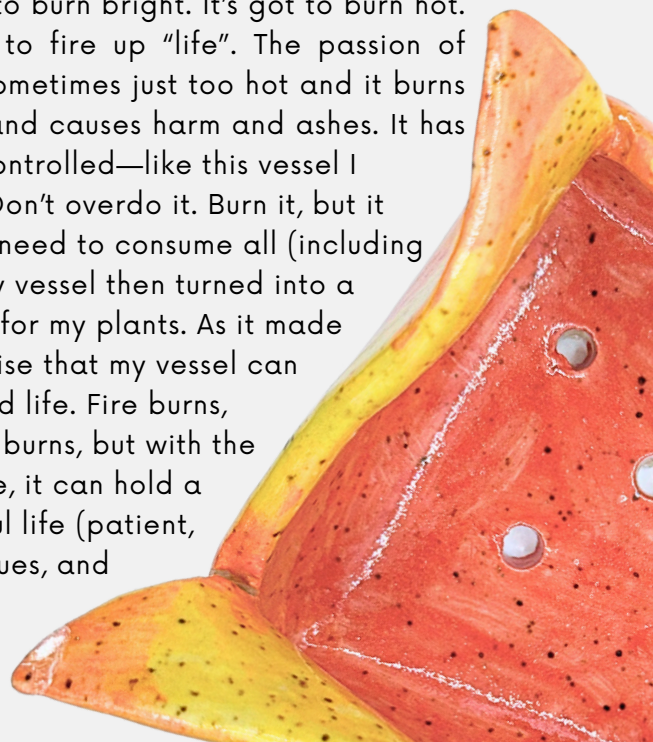 to burn bright. It's got to burn hot.
to fire up “life”. The passion of
sometimes just too hot and it burns
and causes harm and ashes. It has
controlled—like this vessel I
Don't overdo it. Burn it, but it
need to consume all (including
vessel then turned into a
for my plants. As it made
that my vessel can
life. Fire burns,
burns, but with the
it can hold a
life (patient,
and